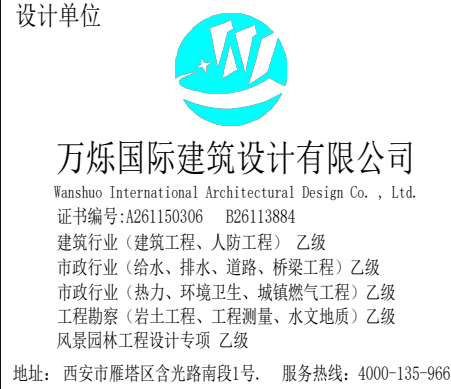 设计单位
万烁国际建筑设计有限公司
Wanshuo International Architectural Design Co. , Ltd.
证书编号:A261150306 B26113884
建筑行业（建筑工程、人防工程） 乙级
市政行业（给水、排水、道路、桥梁工程）乙级
市政行业（热力、环境卫生、城镇燃气工程）乙级
工程勘察（岩土工程、工程测量、水文地质）乙级
风景园林工程设计专项 乙级
地址: 西安市雁塔区含光路南段1号. 服务热线: 4000-135-966